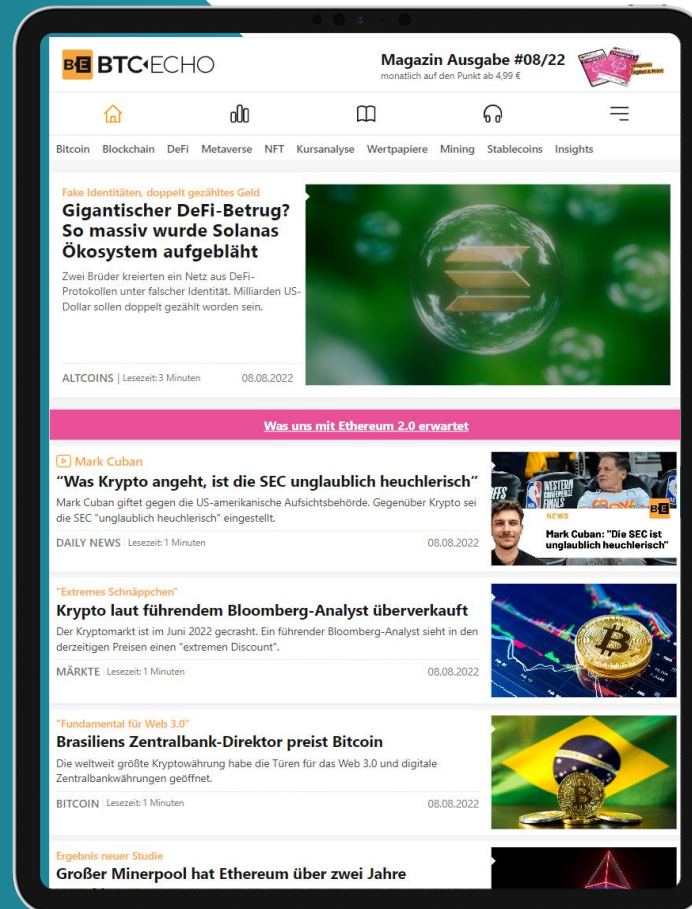 BE BTC-ECHO
Magazin Ausgabe #08/22
monatlich auf den Punkt ab 4,99 €
Magazin
Digital & Print
Bitcoin Blockchain DeFi Metaverse NFT Kursanalyse Wertpapiere Mining Stablecoins Insights
Fake Identitäten, doppelt gezähltes Geld
Gigantischer DeFi-Betrug?
So massiv wurde Solanas
Ökosystem aufgebläht
Zwei Brüder kreierten ein Netz aus DeFi-
Protokollen unter falscher Identität. Milliarden US-
Dollar sollen doppelt gezählt worden sein.
ALTCOINS | Lesezeit: 3 Minuten 08.08.2022
Was uns mit Ethereum 2.0 erwartet
Mark Cuban
“Was Krypto angeht, ist die SEC unglaublich heuchlerisch”
Mark Cuban giftet gegen die US-amerikanische Aufsichtsbehörde. Gegenüber Krypto sei
die SEC "unglaublich heuchlerisch" eingestellt.
DAILY NEWS | Lesezeit: 1 Minuten 08.08.2022
WESTERN
CONFERENCE
FINALS
BE
NEWS
Mark Cuban: "Die SEC ist
unglaublich heuchlerisch"
"Extremes Schnäppchen"
Krypto laut führendem Bloomberg-Analyst überverkauft
Der Kryptomarkt ist im Juni 2022 gecrasht. Ein führender Bloomberg-Analyst sieht in den
derzeitigen Preisen einen "extremen Discount".
MÄRKTE | Lesezeit: 1 Minuten 08.08.2022
"Fundamental für Web 3.0"
Brasiliens Zentralbank-Direktor preist Bitcoin
Die weltweit größte Kryptowährung habe die Türen für das Web 3.0 und digitale
Zentralbankwährungen geöffnet.
BITCOIN | Lesezeit: 1 Minuten 08.08.2022
Ergebnis neuer Studie
Großer Minerpool hat Ethereum über zwei Jahre